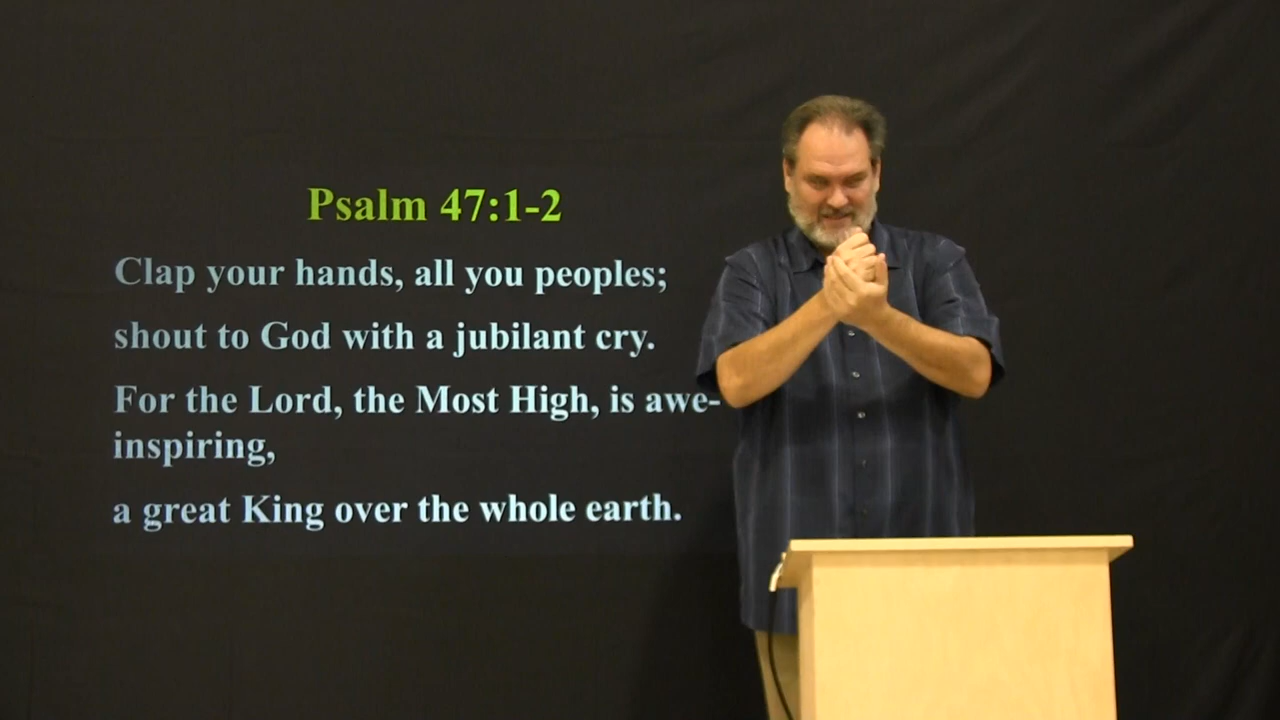 Psalm 47:1-2
Clap your hands, all you peoples;
shout to God with a jubilant cry.
For the Lord, the Most High, is awe-
inspiring,
a great King over the whole earth.